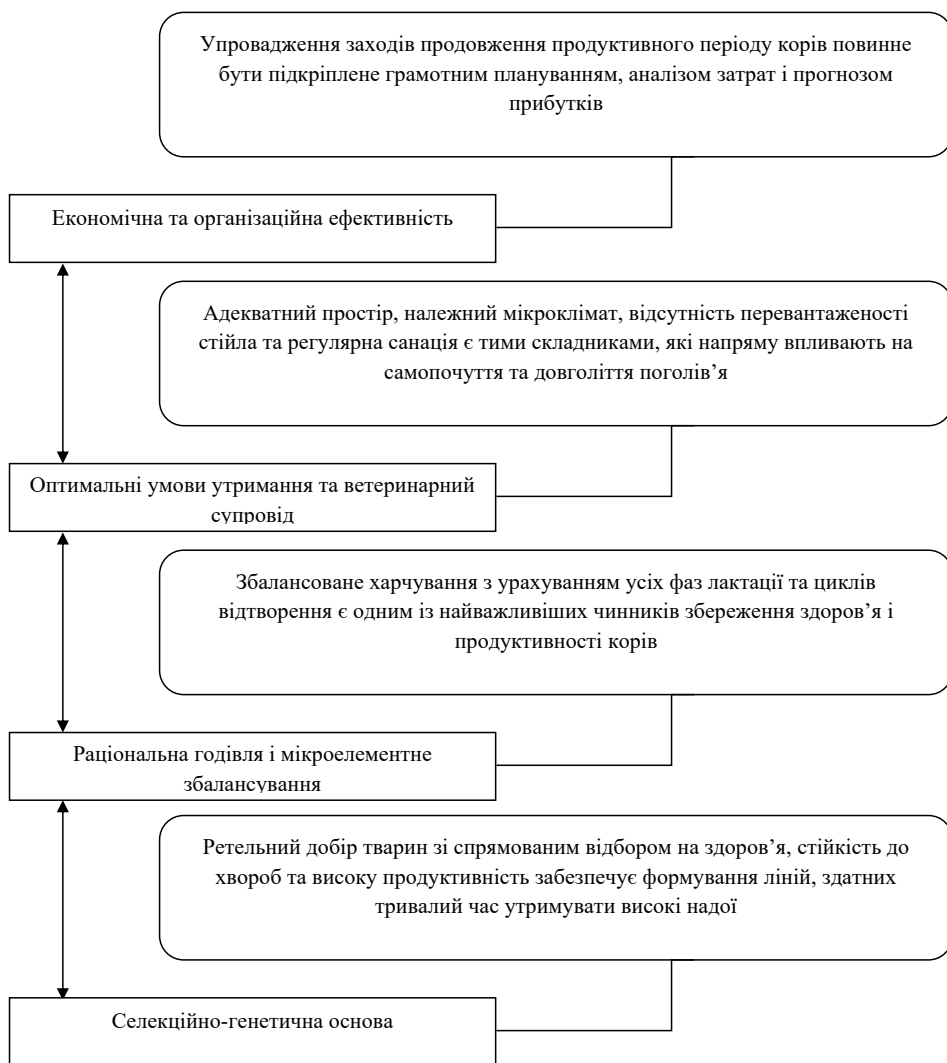 Упровадження заходів продовження продуктивного періоду корів повинне
бути підкріплене грамотним плануванням, аналізом затрат і прогнозом
прибутків
Економічна та організаційна ефективність
Адекватний простір, належний мікроклімат, відсутність перевантаженості
стійла та регулярна санація є тими складниками, які напряму впливають на
самопочуття та довголіття поголів’я
Оптимальні умови утримання та ветеринарний
супровід
Збалансоване харчування з урахуванням усіх фаз лактації та циклів
відтворення є одним із найважливіших чинників збереження здоров’я і
продуктивності корів
Раціональна годівля і мікроелементне
збалансування
Ретельний добір тварин зі спрямованим відбором на здоров’я, стійкість до
хвороб та високу продуктивність забезпечує формування ліній, здатних
тривалий час утримувати високі надої
Селекційно-генетична основа